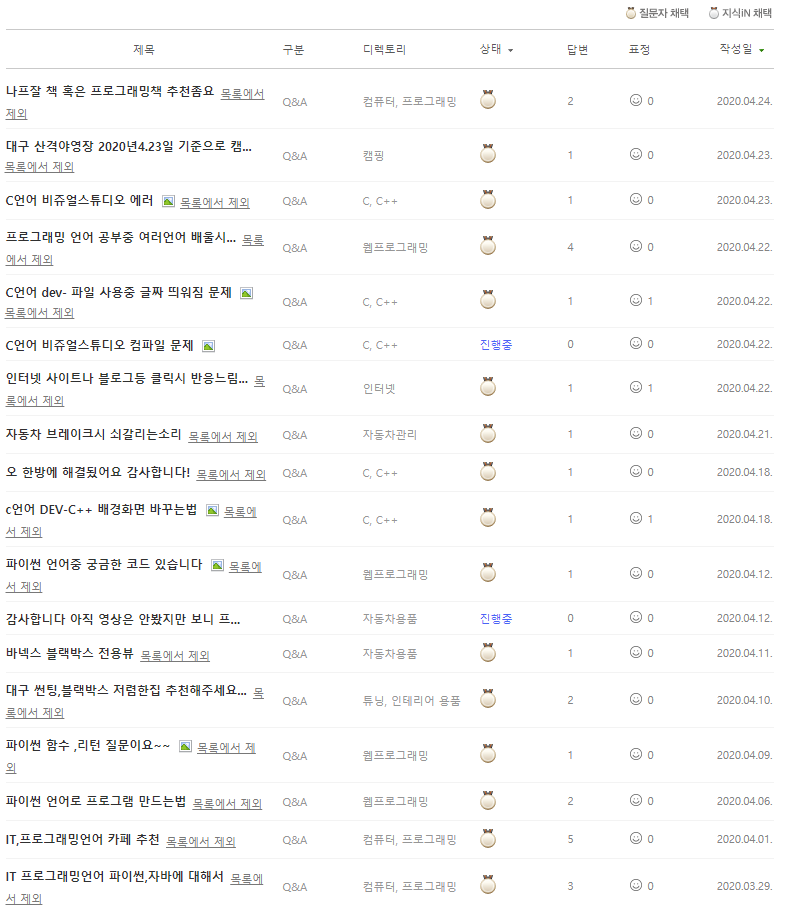 질문자 채택 지식iN 채택
제목 구분 디렉토리 상태 답변 표정 작성일
나프잘 책 혹은 프로그래밍책 추천좀요 목록에서
제외
Q&A 컴퓨터, 프로그래밍 2 0 2020.04.24.
대구 산격야영장 2020년4.23일 기준으로 캠...
목록에서 제외
Q&A 캠핑 1 0 2020.04.23.
C언어 비쥬얼스튜디오 에러 목록에서 제외 Q&A C, C++ 1 0 2020.04.23.
프로그래밍 언어 공부중 여러언어 배울시... 목록
에서 제외
Q&A 웹프로그래밍 4 0 2020.04.22.
C언어 dev- 파일 사용중 글짜 띄워짐 문제
목록에서 제외
Q&A C, C++ 1 1 2020.04.22.
C언어 비쥬얼스튜디오 컴파일 문제 Q&A C, C++ 진행중 0 0 2020.04.22.
인터넷 사이트나 블로그등 클릭시 반응느림... 목
록에서 제외
Q&A 인터넷 1 1 2020.04.22.
자동차 브레이크시 쇠갈리는소리 목록에서 제외 Q&A 자동차관리 1 0 2020.04.21.
오 한방에 해결됬어요 감사합니다! 목록에서 제외 Q&A C, C++ 1 0 2020.04.18.
c언어 DEV-C++ 배경화면 바꾸는법 목록에
서 제외
Q&A C, C++ 1 1 2020.04.18.
파이썬 언어중 궁금한 코드 있습니다 목록에
서 제외
Q&A 웹프로그래밍 1 0 2020.04.12.
감사합니다 아직 영상은 안봤지만 보니 프... Q&A 자동차용품 진행중 0 0 2020.04.12.
바넥스 블랙박스 전용뷰 목록에서 제외 Q&A 자동차용품 1 0 2020.04.11.
대구 썬팅,블랙박스 저렴한집 추천해주세요... 목
록에서 제외
Q&A 튜닝, 인테리어 용품 2 0 2020.04.10.
파이썬 함수 ,리턴 질문이요~~ 목록에서 제
외
Q&A 웹프로그래밍 1 0 2020.04.09.
파이썬 언어로 프로그램 만드는법 목록에서 제외 Q&A 웹프로그래밍 2 0 2020.04.06.
IT,프로그래밍언어 카페 추천 목록에서 제외 Q&A 컴퓨터, 프로그래밍 5 0 2020.04.01.
IT 프로그래밍언어 파이썬,자바에 대해서 목록에
서 제외
Q&A 컴퓨터, 프로그래밍 3 0 2020.03.29.